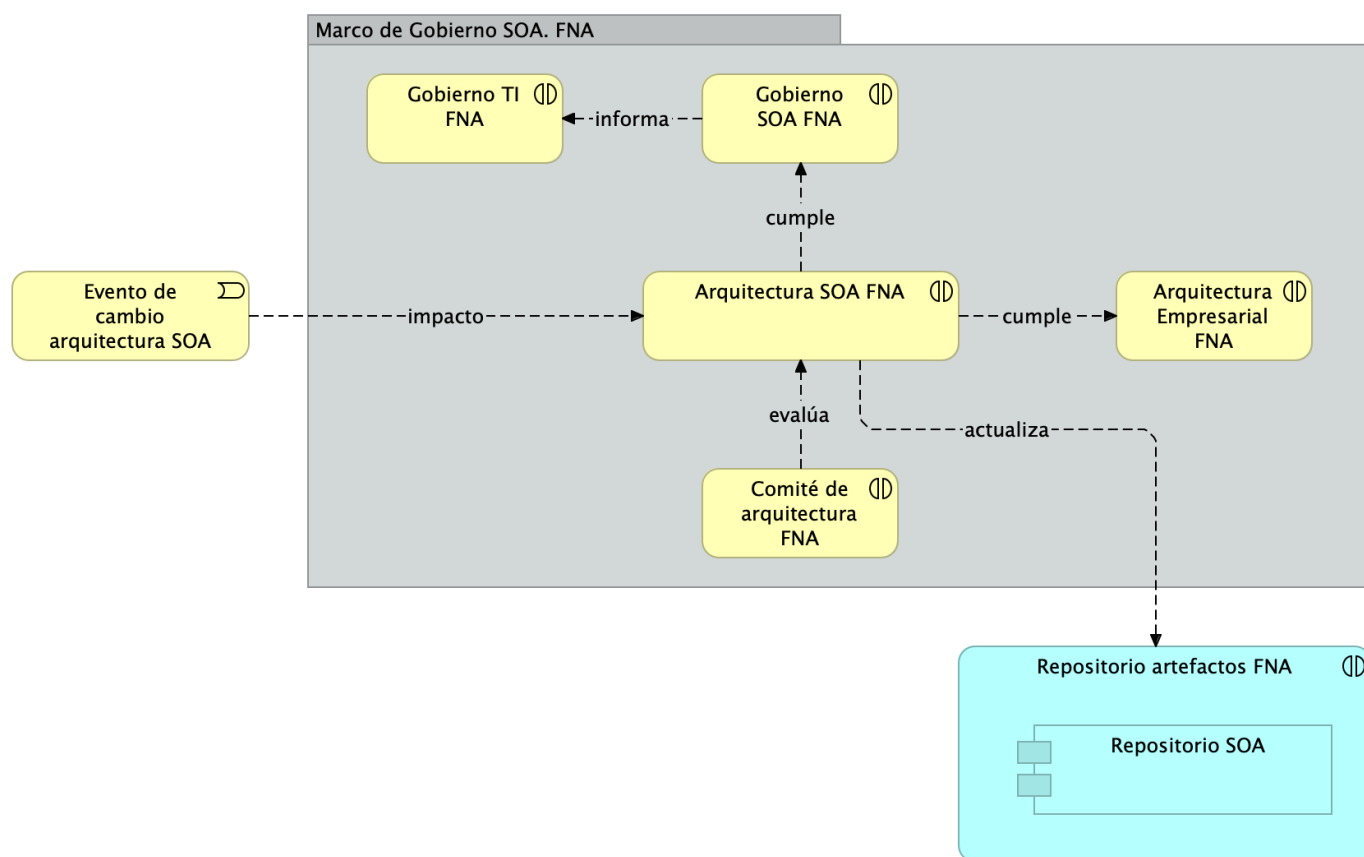 Marco de Gobierno SOA. FNA
Gobierno TI
FNA
informa
Gobierno
SOA FNA
cumple
Evento de
cambio
arquitectura SOA
impacto
Arquitectura SOA FNA
cumple
Arquitectura
Empresarial
FNA
evalúa
actualiza
Comité de
arquitectura
FNA
Repositorio artefactos FNA
Repositorio SOA